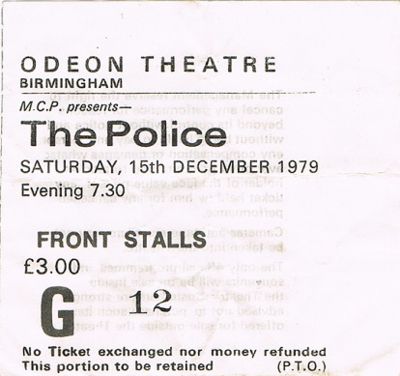 ODEON THEATRE
BIRMINGHAM
M.C.P. presents—
The Police
SATURDAY, 15th DECEMBER 1979
Evening 7.30
FRONT STALLS
£3.00
G 12
No Ticket exchanged nor money refunded
This portion to be retained (P.T.O.)